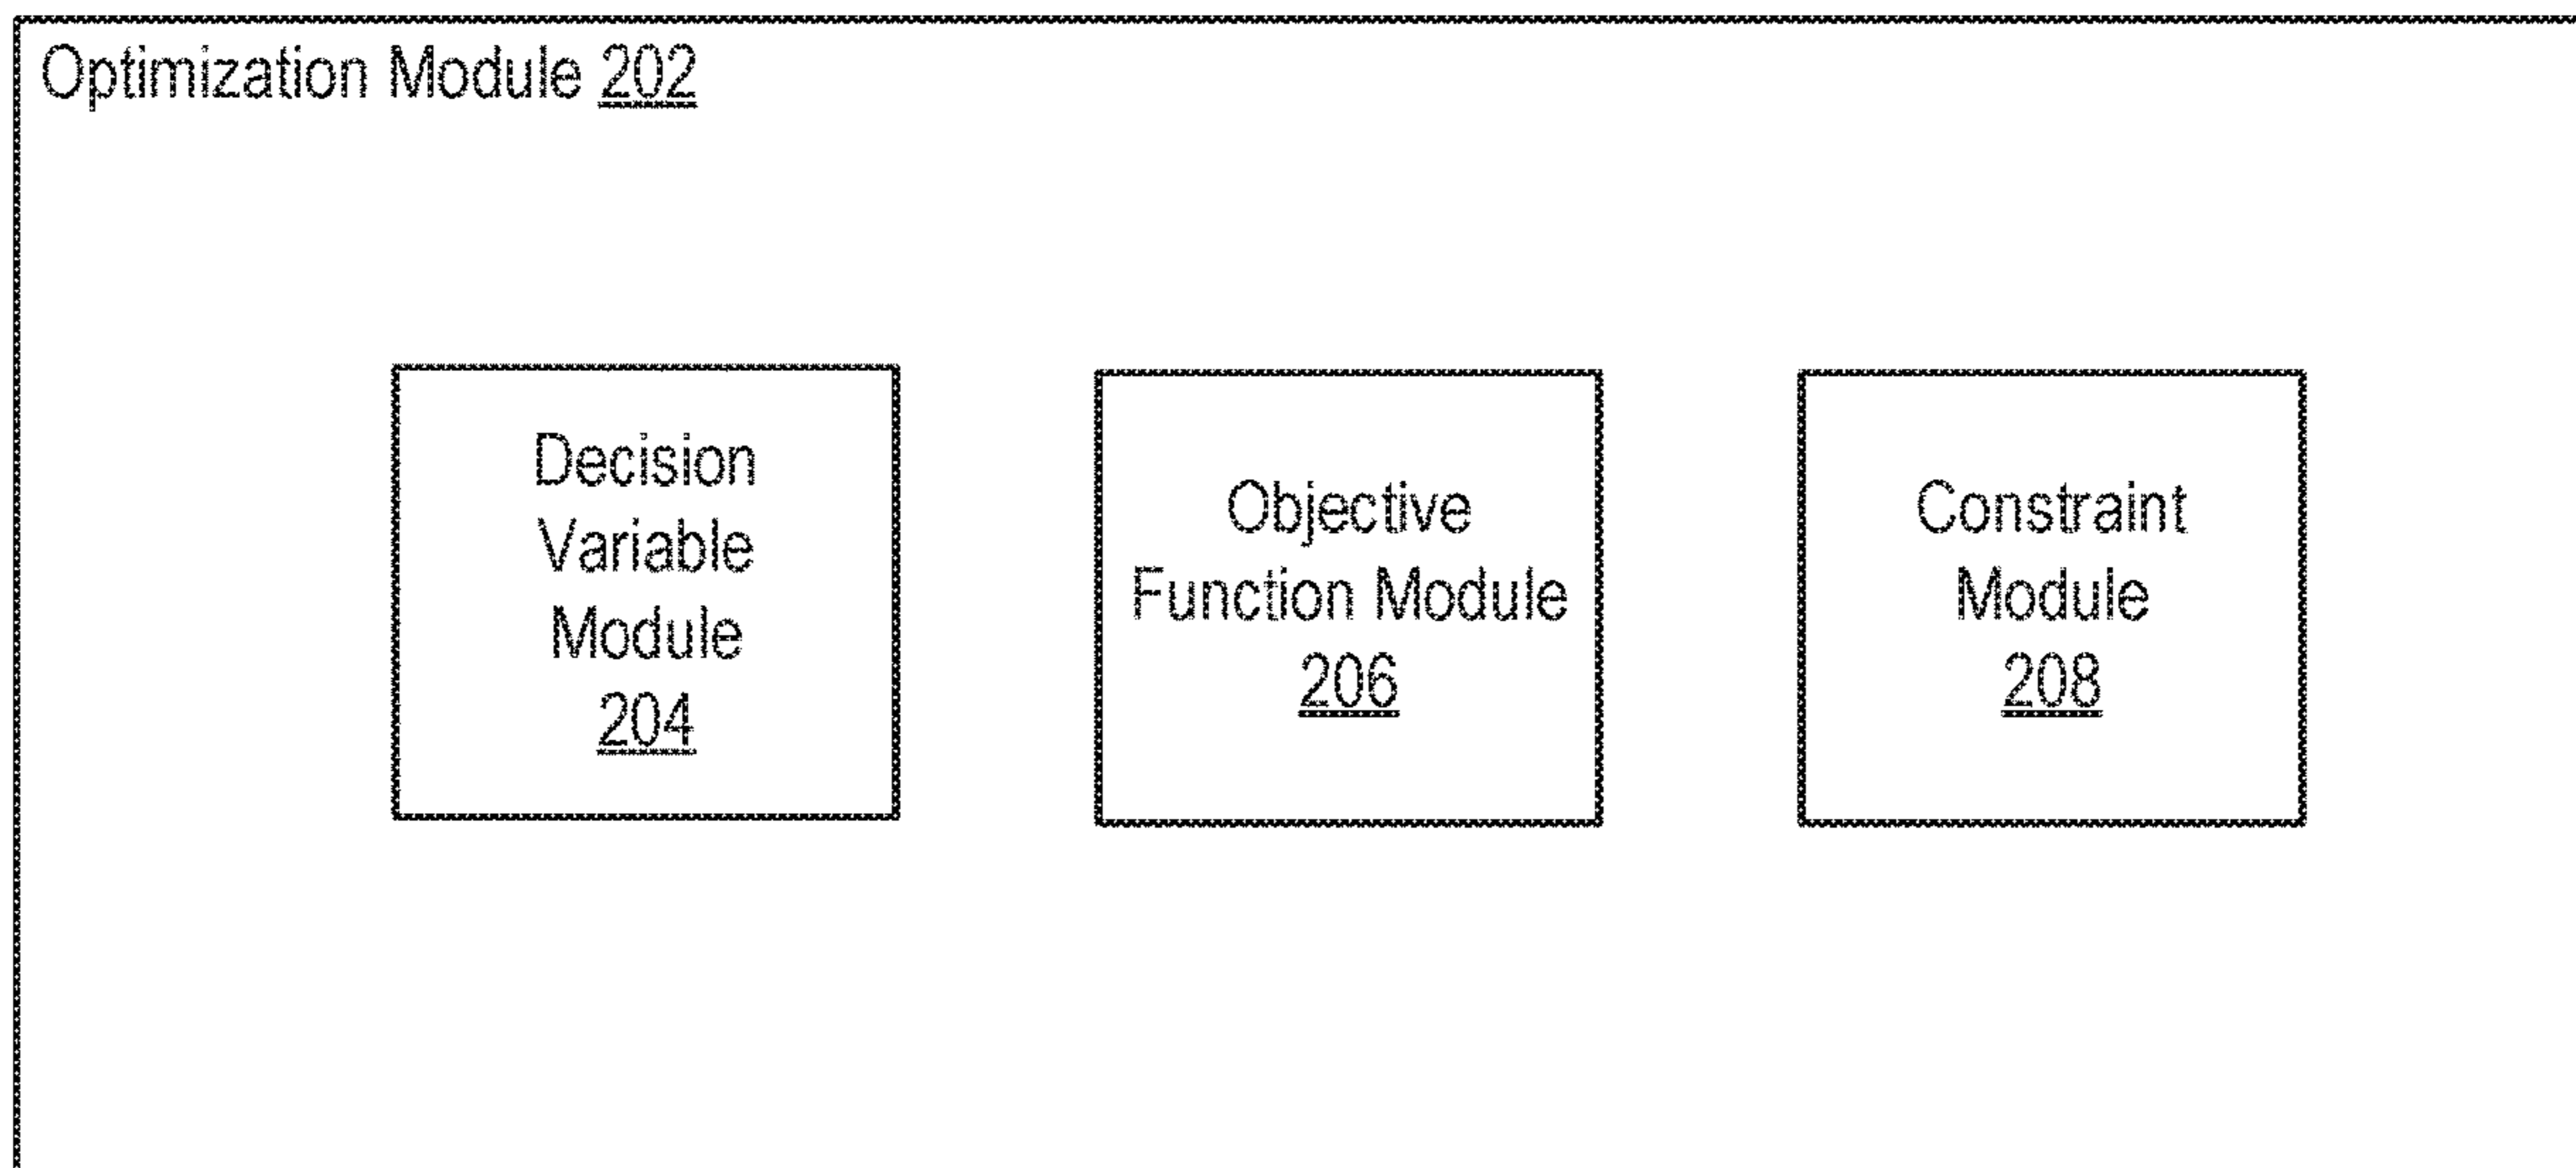 Optimization Module 202
Decision
Variable
Module
204
Objective
Function Module
206
Constraint
Module
208